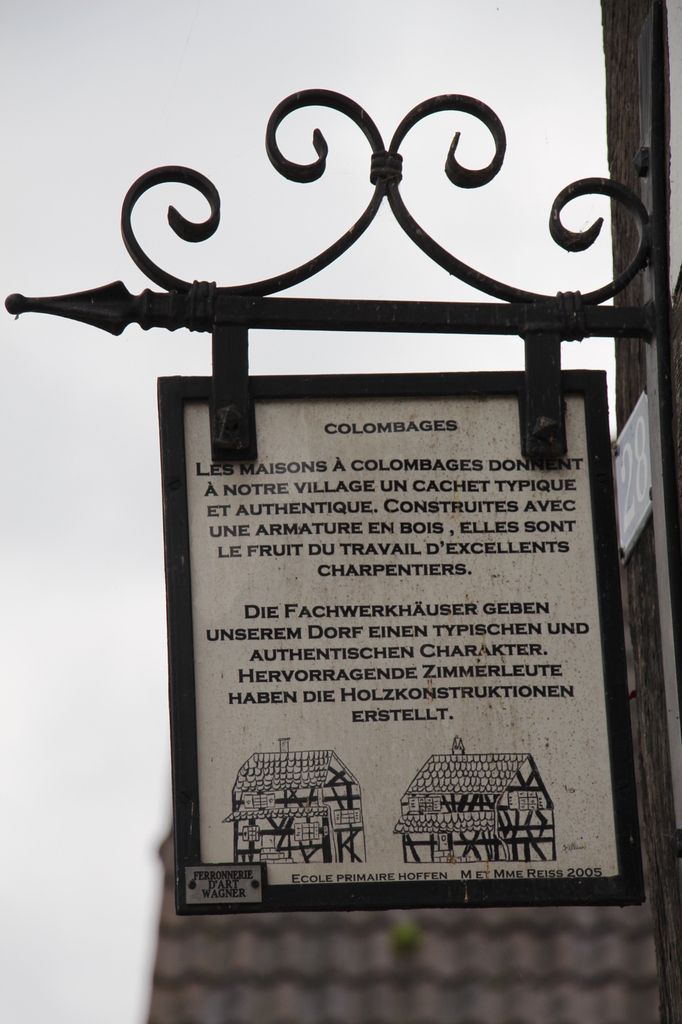 COLOMBAGES
LES MAISONS À COLOMBAGES DONNENT
À NOTRE VILLAGE UN CACHET TYPIQUE
ET AUTHENTIQUE. CONSTRUITES AVEC
UNE ARMATURE EN BOIS , ELLES SONT
LE FRUIT DU TRAVAIL D'EXCELLENTS
CHARPENTIERS.
DIE FACHWERKHÄUSER GEBEN
UNSEREM DORF EINEN TYPISCHEN UND
AUTHENTISCHEN CHARAKTER.
HERVORRAGENDE ZIMMERLEUTE
HABEN DIE HOLZKONSTRUKTIONEN
ERSTELLT.
ECOLE PRIMAIRE HOFFEN M ET MME REISS 2005
FERRONNERIE
D'ART
WAGNER
28